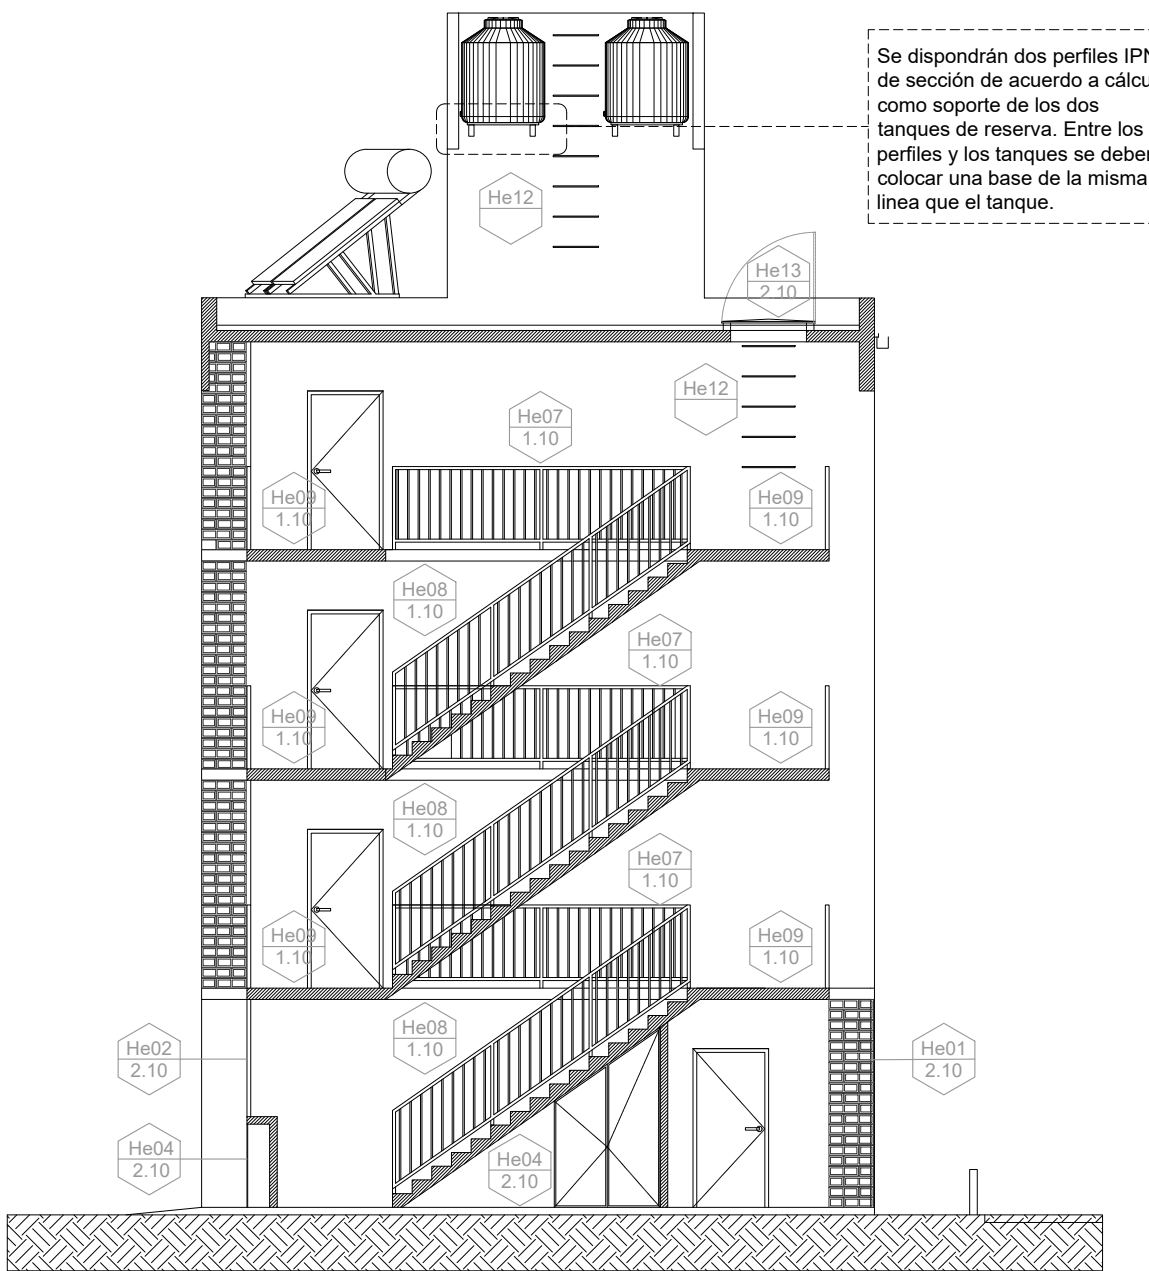 Se dispondrán dos perfiles IPN
de sección de acuerdo a cálcu
como soporte de los dos
tanques de reserva. Entre los
perfiles y los tanques se deber
colocar una base de la misma
linea que el tanque.
He12
He13
2.10
He12
He07
1.10
He09
1.10
He09
1.10
He08
1.10
He07
1.10
He09
1.10
He09
1.10
He08
1.10
He07
1.10
He09
1.10
He09
1.10
He08
1.10
He02
2.10
He01
2.10
He04
2.10
He04
2.10